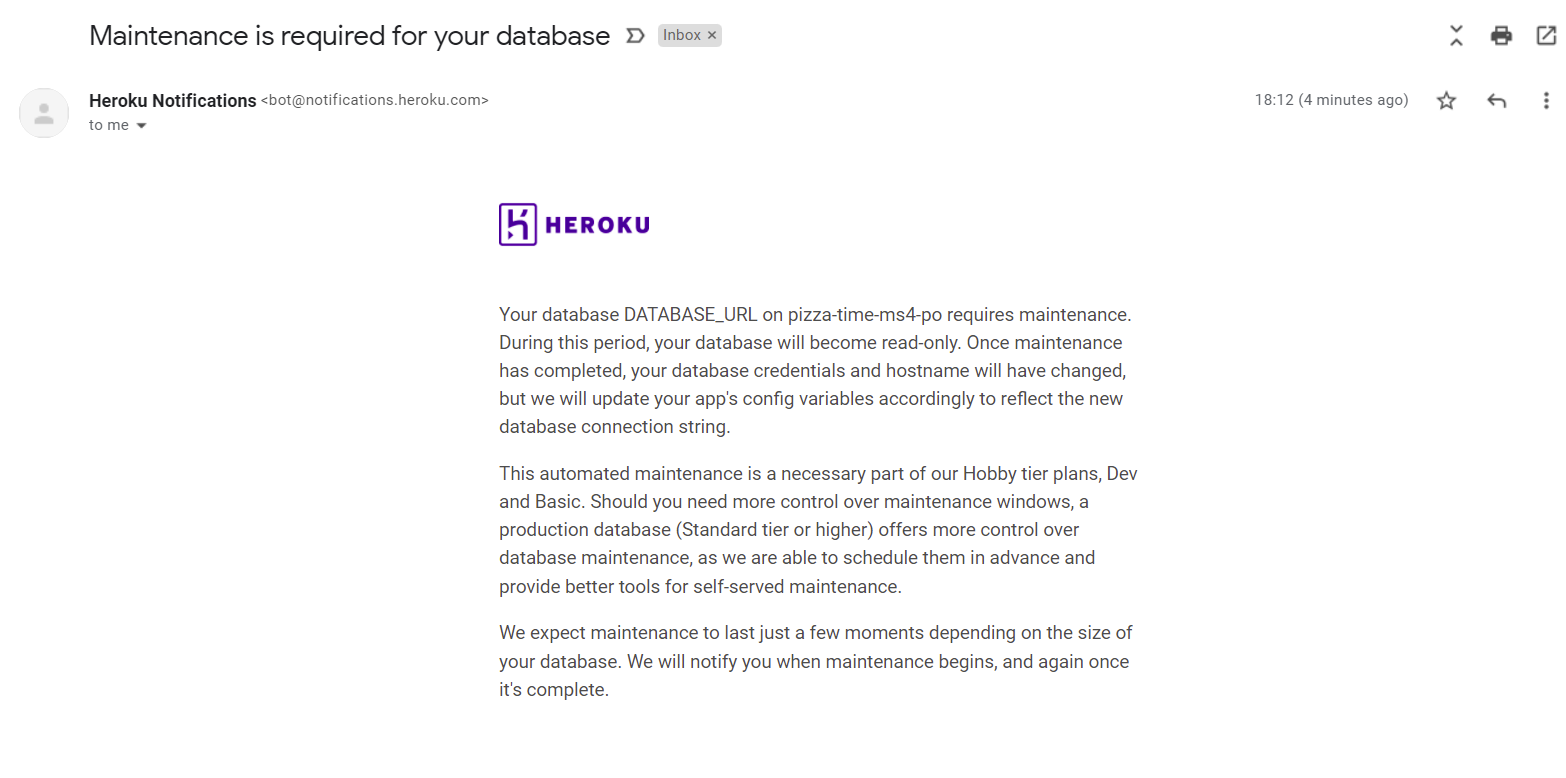 Maintenance is required for your database Inbox ×
Heroku Notifications <bot@notifications.heroku.com> 18:12 (4 minutes ago)
to me
HEROKU
Your database DATABASE_URL on pizza-time-ms4-po requires maintenance.
During this period, your database will become read-only. Once maintenance
has completed, your database credentials and hostname will have changed,
but we will update your app's config variables accordingly to reflect the new
database connection string.
This automated maintenance is a necessary part of our Hobby tier plans, Dev
and Basic. Should you need more control over maintenance windows, a
production database (Standard tier or higher) offers more control over
database maintenance, as we are able to schedule them in advance and
provide better tools for self-served maintenance.
We expect maintenance to last just a few moments depending on the size of
your database. We will notify you when maintenance begins, and again once
it's complete.